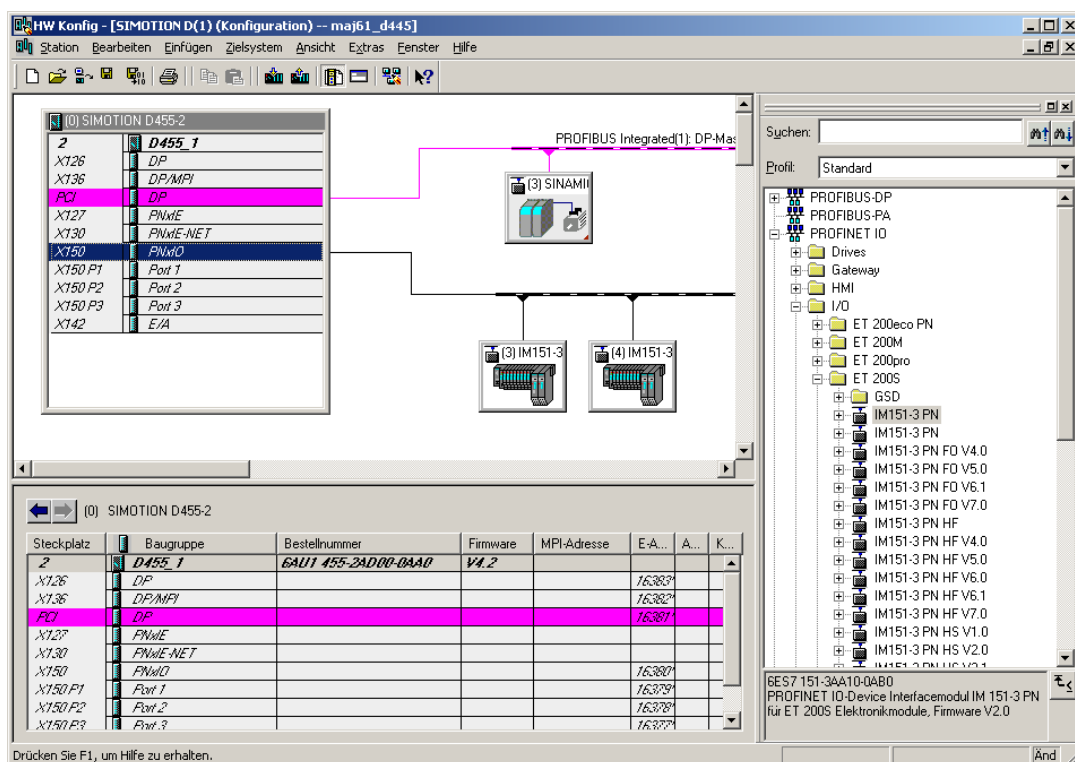 HW Konfig - [SIMOTION D(1) (Konfiguration) -- maj61_d445]
Station Bearbeiten Einfügen Zielsystem Ansicht Extras Fenster Hilfe
(0) SIMOTION D455-2
2 D455_1
X126 DP
X136 DP/MPI
PCI DP
X127 PNxIE
X130 PNxIE-NET
X150 PNxIO
X150 P1 Port 1
X150 P2 Port 2
X150 P3 Port 3
X142 E/A
PROFIBUS Integrated(1): DP-Mas
(3) SINAMI
(3) IM151-3
(4) IM151-3
Suchen:
Profil: Standard
PROFIBUS-DP
PROFIBUS-PA
PROFINET IO
Drives
Gateway
HMI
I/O
ET 200eco PN
ET 200M
ET 200pro
ET 200S
GSD
IM151-3 PN
IM151-3 PN
IM151-3 PN FO V4.0
IM151-3 PN FO V5.0
IM151-3 PN FO V6.1
IM151-3 PN FO V7.0
IM151-3 PN HF
IM151-3 PN HF V4.0
IM151-3 PN HF V5.0
IM151-3 PN HF V6.0
IM151-3 PN HF V6.1
IM151-3 PN HF V7.0
IM151-3 PN HS V1.0
IM151-3 PN HS V2.0
6ES7 151-3AA10-0AB0
PROFINET IO-Device Interfacemodul IM 151-3 PN
für ET 200S Elektronikmodule, Firmware V2.0
(0) SIMOTION D455-2
Steckplatz Baugruppe Bestellnummer Firmware MPI-Adresse E-A... A... K...
2 D455_1 6AU1 455-2AD00-0AA0 V4.2
X126 DP 16383*
X136 DP/MPI 16382*
PCI DP 16381*
X127 PNxIE
X130 PNxIE-NET
X150 PNxIO 16380*
X150 P1 Port 1 16379*
X150 P2 Port 2 16378*
X150 P3 Port 3 16377*
Drücken Sie F1, um Hilfe zu erhalten.
Änd